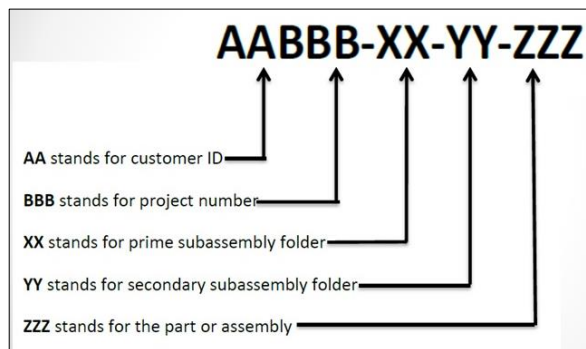 AABBB-XX-YY-ZZZ
AA stands for customer ID
BBB stands for project number
XX stands for prime subassembly folder
YY stands for secondary subassembly folder
ZZZ stands for the part or assembly